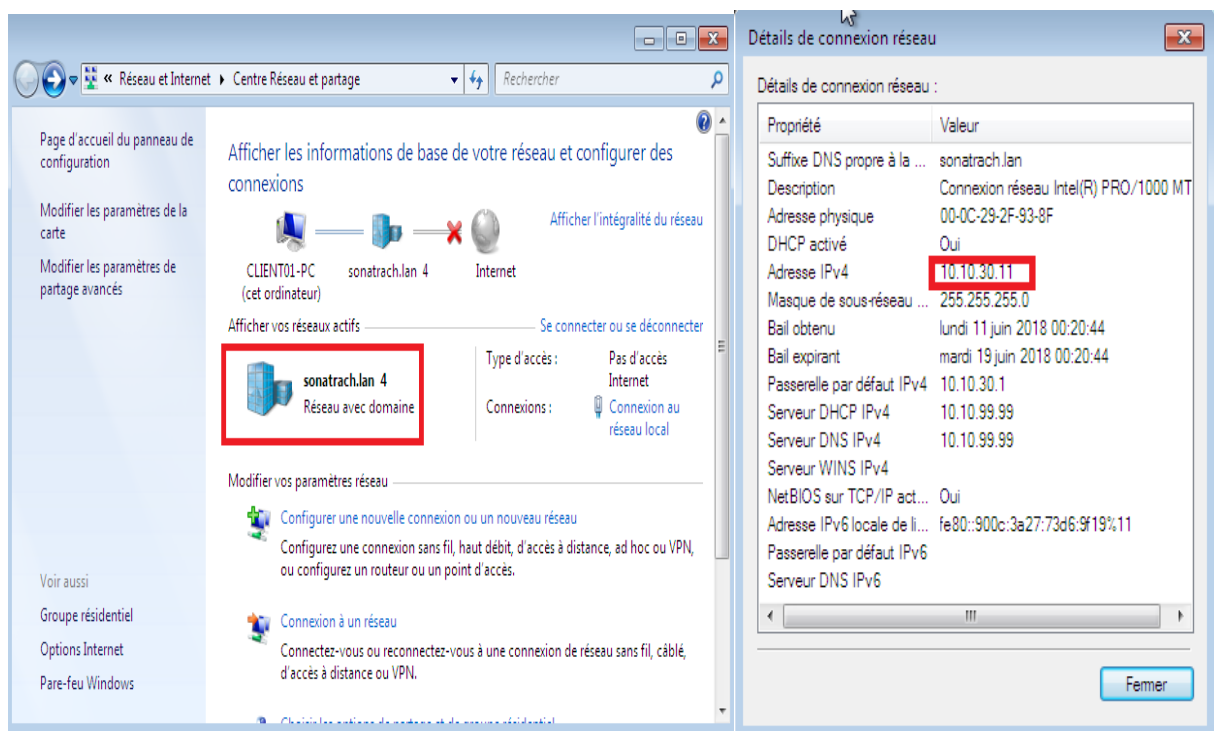 « Réseau et Internet ▸ Centre Réseau et partage
Rechercher
Page d'accueil du panneau de
configuration
Modifier les paramètres de la
carte
Modifier les paramètres de
partage avancés
Voir aussi
Groupe résidentiel
Options Internet
Pare-feu Windows
Afficher les informations de base de votre réseau et configurer des
connexions
Afficher l'intégralité du réseau
CLIENT01-PC
(cet ordinateur)
sonatrach.lan 4
Internet
Afficher vos réseaux actifs
Se connecter ou se déconnecter
sonatrach.lan 4
Réseau avec domaine
Type d'accès : Pas d'accès
Internet
Connexions : Connexion au
réseau local
Modifier vos paramètres réseau
Configurer une nouvelle connexion ou un nouveau réseau
Configurez une connexion sans fil, haut débit, d'accès à distance, ad hoc ou VPN,
ou configurez un routeur ou un point d'accès.
Connexion à un réseau
Connectez-vous ou reconnectez-vous à une connexion de réseau sans fil, câblé,
d'accès à distance ou VPN.
Choisir les options de partage et de groupe résidentiel
Détails de connexion réseau
Détails de connexion réseau :
Propriété Valeur
Suffixe DNS propre à la ... sonatrach.lan
Description Connexion réseau Intel(R) PRO/1000 MT
Adresse physique 00-0C-29-2F-93-8F
DHCP activé Oui
Adresse IPv4 10.10.30.11
Masque de sous-réseau ... 255.255.255.0
Bail obtenu lundi 11 juin 2018 00:20:44
Bail expirant mardi 19 juin 2018 00:20:44
Passerelle par défaut IPv4 10.10.30.1
Serveur DHCP IPv4 10.10.99.99
Serveur DNS IPv4 10.10.99.99
Serveur WINS IPv4
NetBIOS sur TCP/IP act... Oui
Adresse IPv6 locale de li... fe80::900c:3a27:73d6:9f19%11
Passerelle par défaut IPv6
Serveur DNS IPv6
Fermer